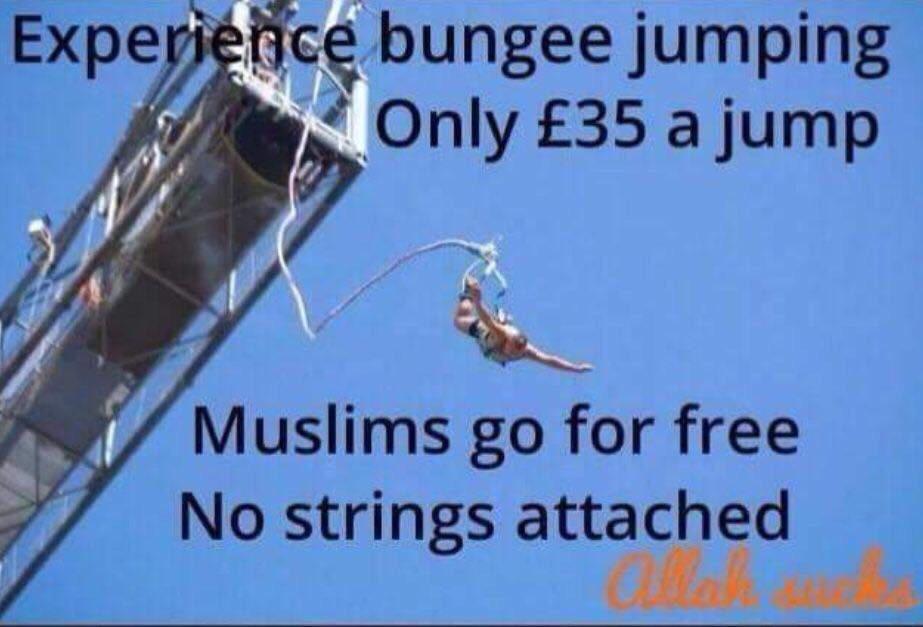 Experience bungee jumping
Only £35 a jump
Muslims go for free
No strings attached
Allah sucks